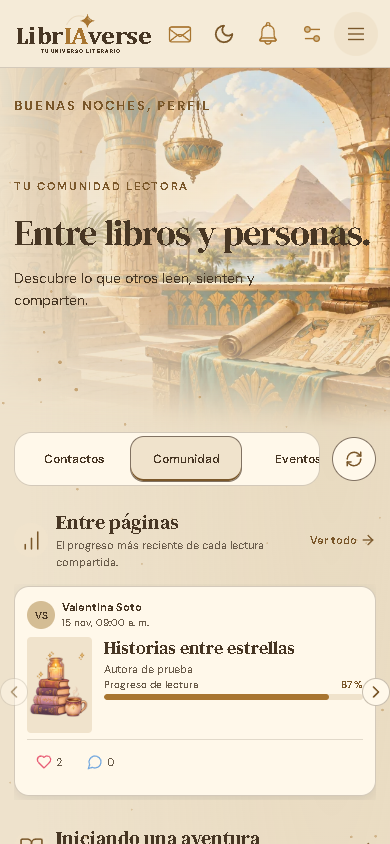 LibrIAverse
TU UNIVERSO LITERARIO
BUENAS NOCHES, PERFIL
TU COMUNIDAD LECTORA
Entre libros y personas.
Descubre lo que otros leen, sienten y
comparten.
Contactos
Comunidad
Eventos
Entre páginas
El progreso más reciente de cada lectura
compartida.
Ver todo
VS
Valentina Soto
15 nov, 09:00 a. m.
Historias entre estrellas
Autora de prueba
Progreso de lectura
87%
2
0
Iniciando una aventura